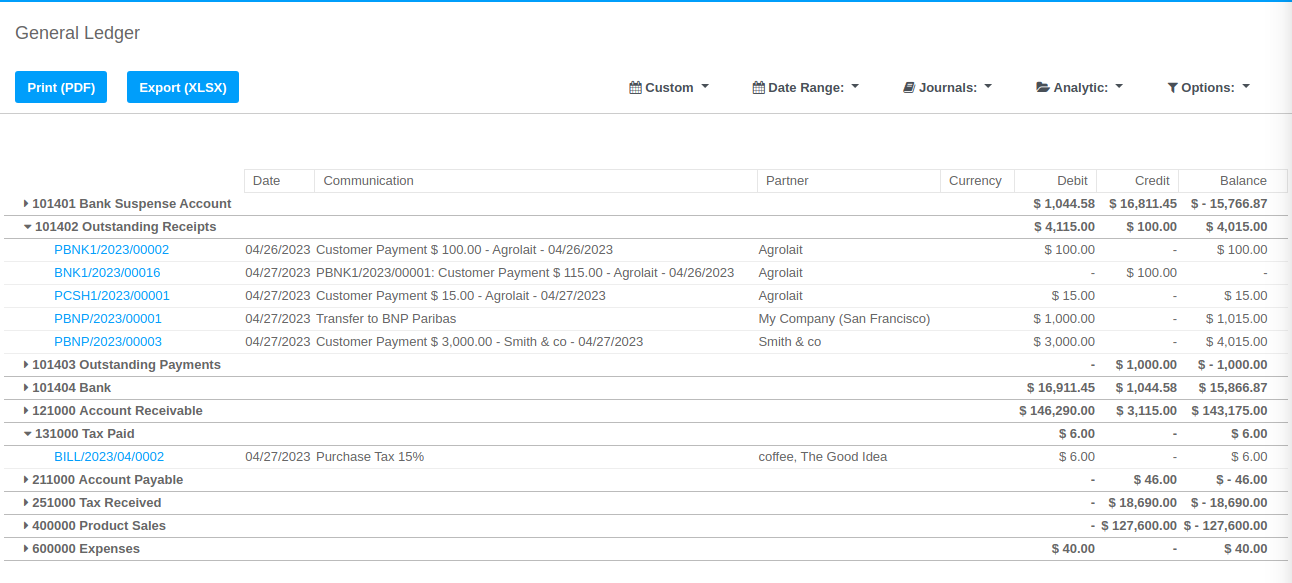 General Ledger
Print (PDF) Export (XLSX) Custom Date Range: Journals: Analytic: Options:
Date Communication Partner Currency Debit Credit Balance
101401 Bank Suspense Account $ 1,044.58 $ 16,811.45 $ - 15,766.87
101402 Outstanding Receipts $ 4,115.00 $ 100.00 $ 4,015.00
PBNK1/2023/00002 04/26/2023 Customer Payment $ 100.00 - Agrolait - 04/26/2023 Agrolait $ 100.00 - $ 100.00
BNK1/2023/00016 04/27/2023 PBNK1/2023/00001: Customer Payment $ 115.00 - Agrolait - 04/26/2023 Agrolait - $ 100.00 -
PCSH1/2023/00001 04/27/2023 Customer Payment $ 15.00 - Agrolait - 04/27/2023 Agrolait $ 15.00 - $ 15.00
PBNP/2023/00001 04/27/2023 Transfer to BNP Paribas My Company (San Francisco) $ 1,000.00 - $ 1,015.00
PBNP/2023/00003 04/27/2023 Customer Payment $ 3,000.00 - Smith & co - 04/27/2023 Smith & co $ 3,000.00 - $ 4,015.00
101403 Outstanding Payments - $ 1,000.00 $ - 1,000.00
101404 Bank $ 16,911.45 $ 1,044.58 $ 15,866.87
121000 Account Receivable $ 146,290.00 $ 3,115.00 $ 143,175.00
131000 Tax Paid $ 6.00 - $ 6.00
BILL/2023/04/0002 04/27/2023 Purchase Tax 15% coffee, The Good Idea $ 6.00 - $ 6.00
211000 Account Payable - $ 46.00 $ - 46.00
251000 Tax Received - $ 18,690.00 $ - 18,690.00
400000 Product Sales - $ 127,600.00 $ - 127,600.00
600000 Expenses $ 40.00 - $ 40.00